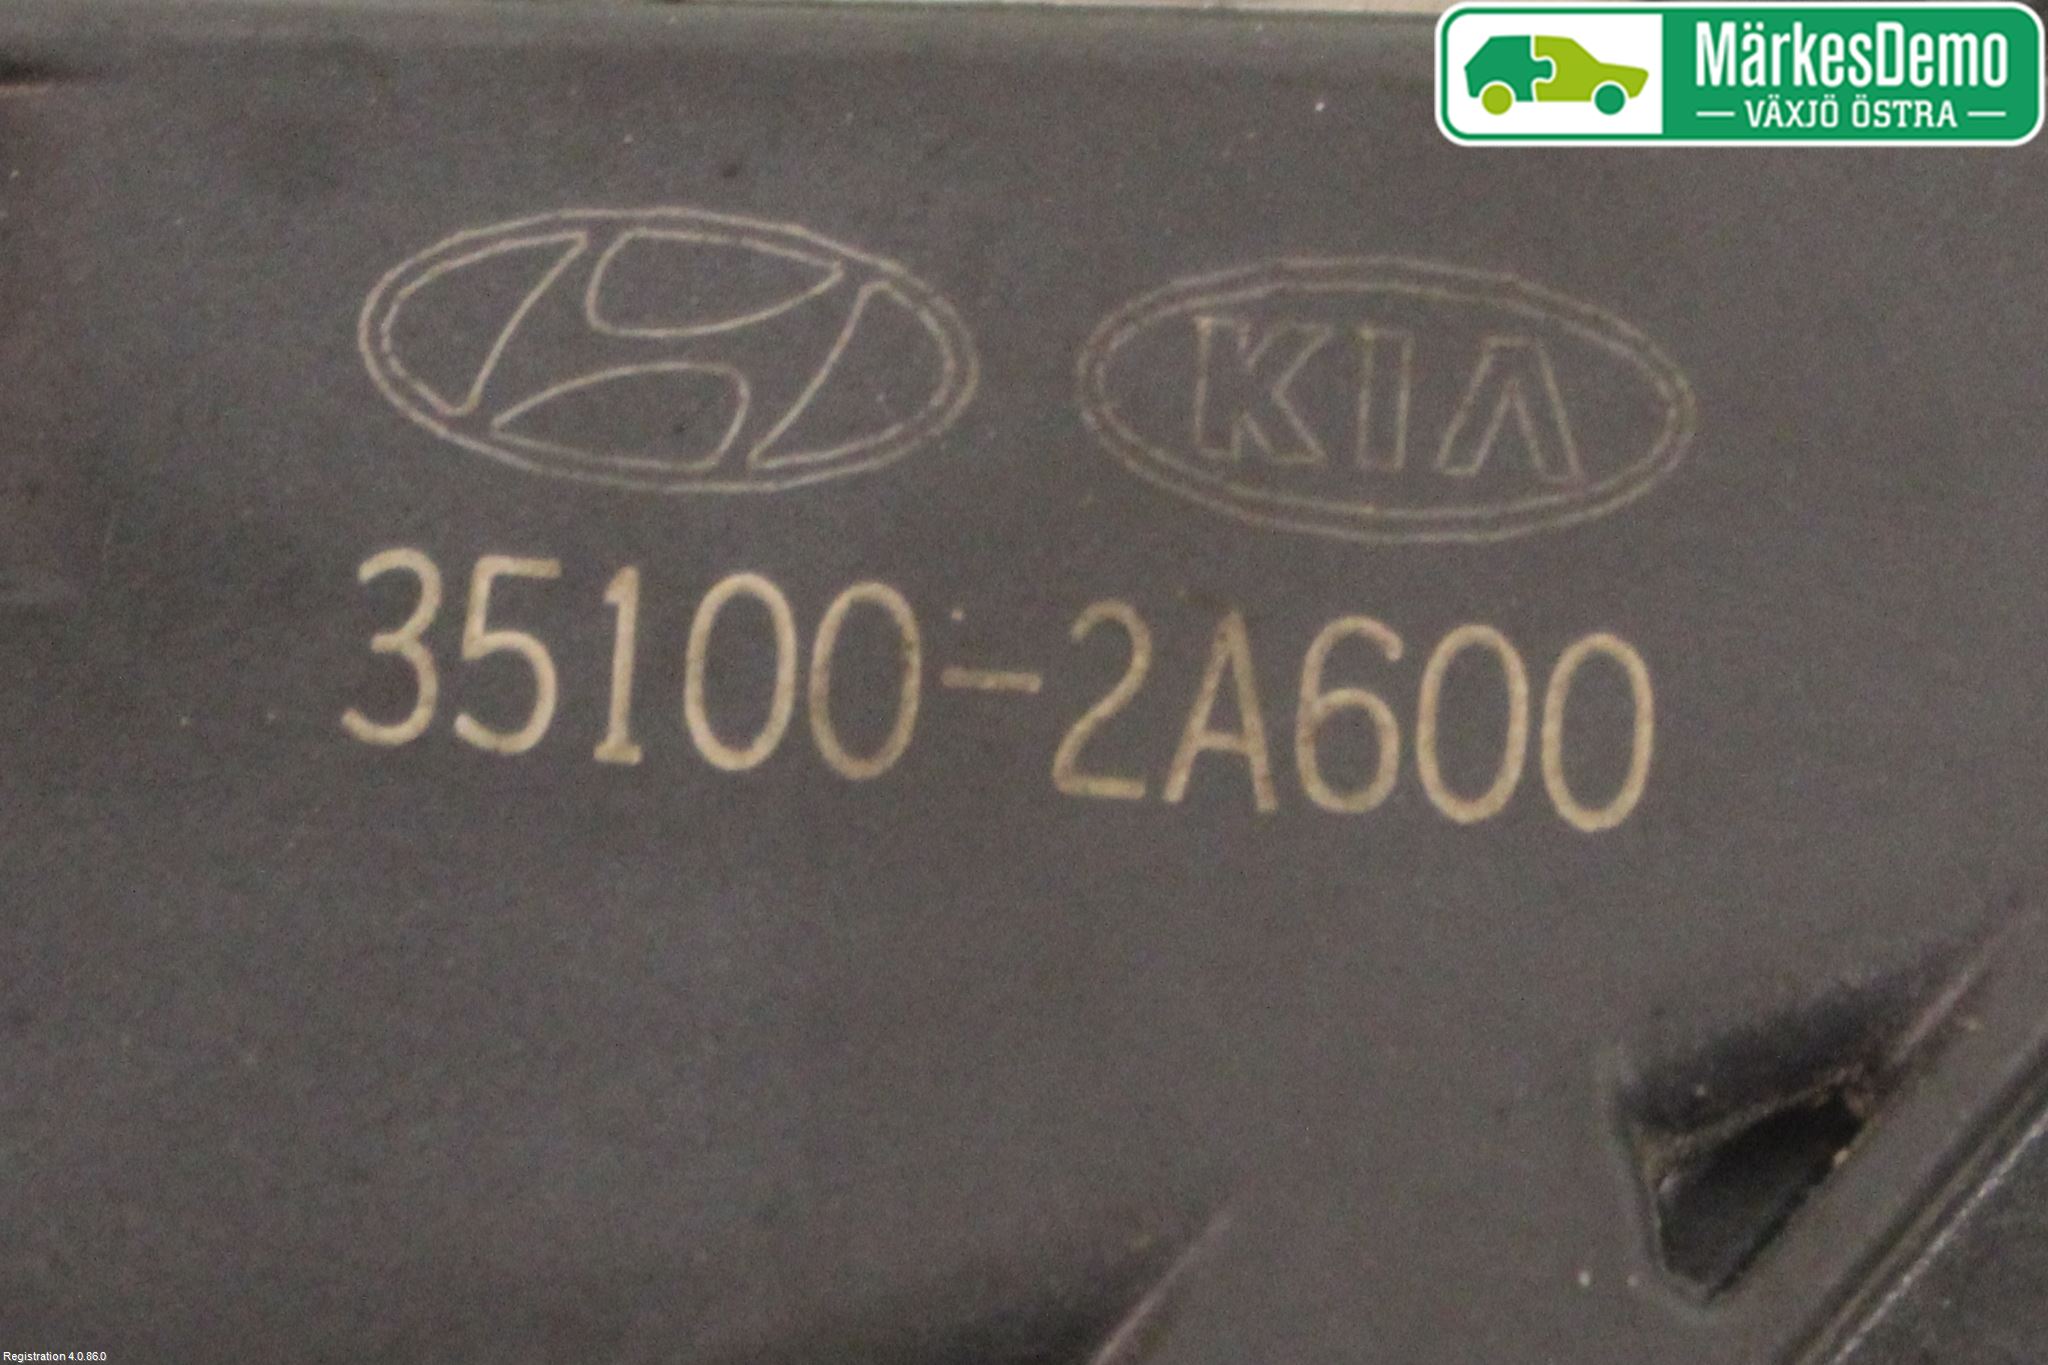 MärkesDemo
VÄXJÖ ÖSTRA
KIA
35100-2A600
Registration 4.0.86.0